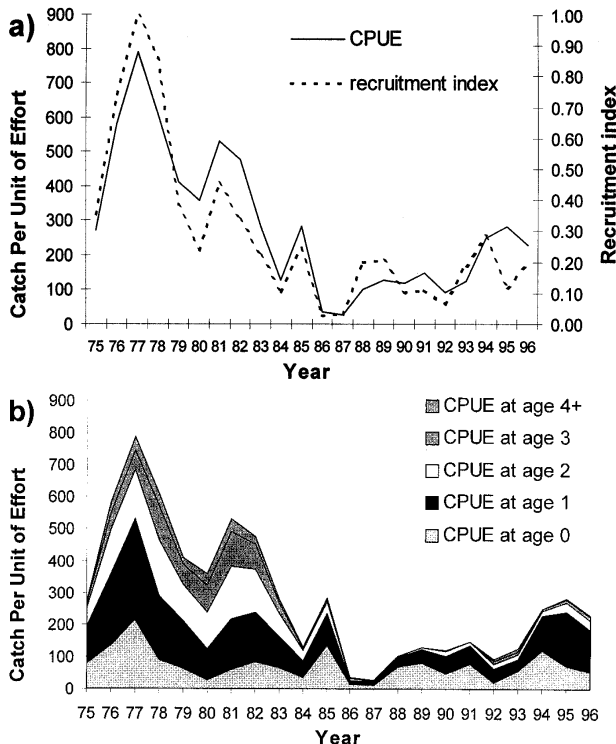 a)
CPUE
recruitment index
Catch Per Unit of Effort
900
800
700
600
500
400
300
200
100
0
Recruitment index
1.00
0.90
0.80
0.70
0.60
0.50
0.40
0.30
0.20
0.10
0.00
75 76 77 78 79 80 81 82 83 84 85 86 87 88 89 90 91 92 93 94 95 96
Year
b)
CPUE at age 4+
CPUE at age 3
CPUE at age 2
CPUE at age 1
CPUE at age 0
Catch Per Unit of Effort
900
800
700
600
500
400
300
200
100
0
75 76 77 78 79 80 81 82 83 84 85 86 87 88 89 90 91 92 93 94 95 96
Year